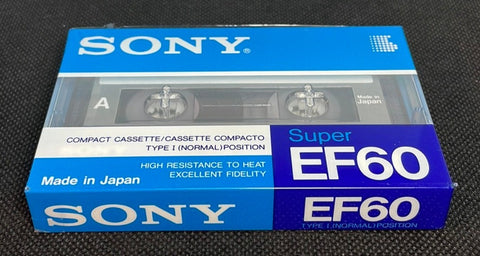 SONY®
A
Made in
Japan
COMPACT CASSETTE/CASSETTE COMPACTO
TYPE I (NORMAL) POSITION
Super
EF60
HIGH RESISTANCE TO HEAT
EXCELLENT FIDELITY
Made in Japan
SONY
EF60
TYPE I (NORMAL) POSITION